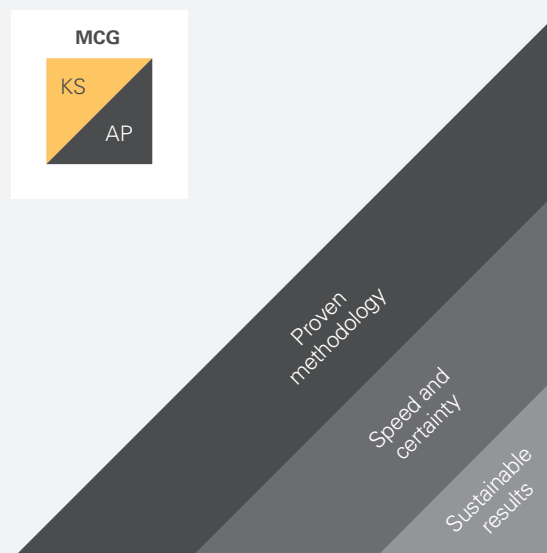 MCG
KS
AP
Proven
methodology
Speed and
certainty
Sustainable
results